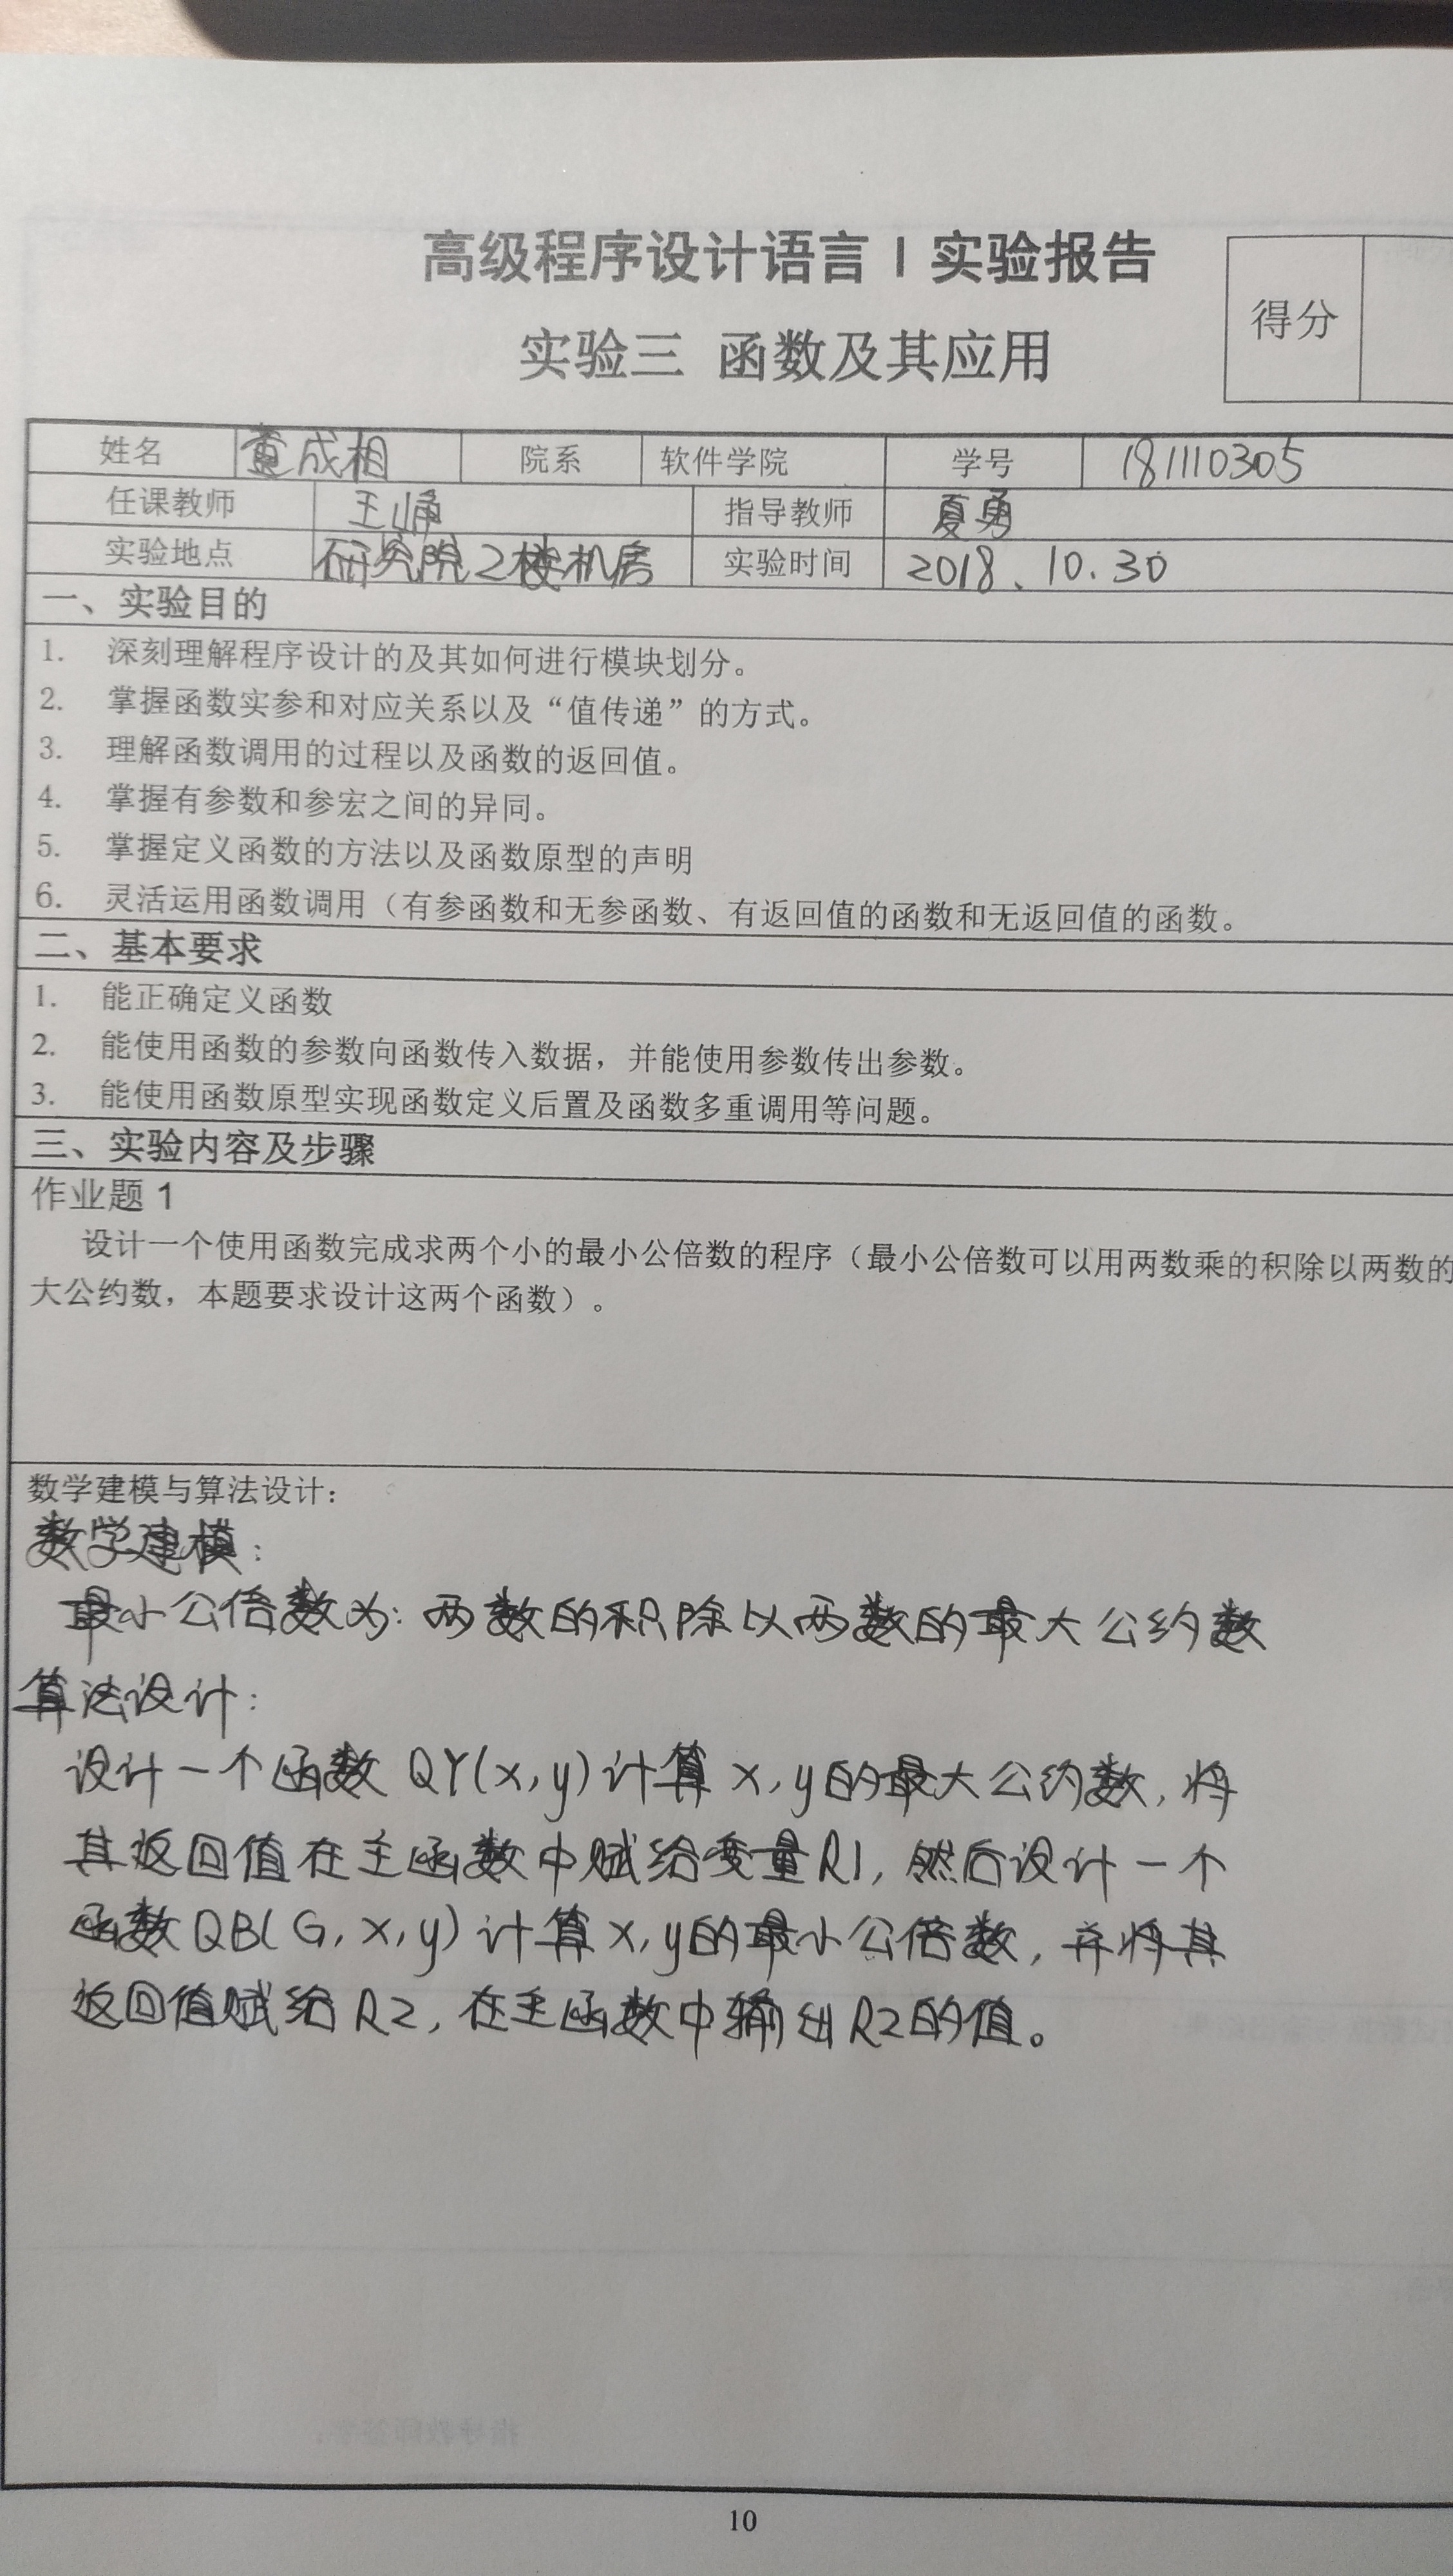 高级程序设计语言 I 实验报告
得分
实验三 函数及其应用
姓名 董成相 院系 软件学院 学号 181110305
任课教师 王峥 指导教师 夏勇
实验地点 研究院2楼机房 实验时间 2018.10.30
一、实验目的
1. 深刻理解程序设计的及其如何进行模块划分。
2. 掌握函数实参和对应关系以及“值传递”的方式。
3. 理解函数调用的过程以及函数的返回值。
4. 掌握有参数和参宏之间的异同。
5. 掌握定义函数的方法以及函数原型的声明
6. 灵活运用函数调用（有参函数和无参函数、有返回值的函数和无返回值的函数。
二、基本要求
1. 能正确定义函数
2. 能使用函数的参数向函数传入数据，并能使用参数传出参数。
3. 能使用函数原型实现函数定义后置及函数多重调用等问题。
三、实验内容及步骤
作业题 1
设计一个使用函数完成求两个小的最小公倍数的程序（最小公倍数可以用两数乘的积除以两数的
大公约数，本题要求设计这两个函数）。
数学建模与算法设计：
数学建模：
最小公倍数为：两数的积除以两数的最大公约数
算法设计：
设计一个函数 QY(x,y)计算 x,y的最大公约数，将
其返回值在主函数中赋给变量R1，然后设计一个
函数QB(G,x,y)计算x,y的最小公倍数，并将其
返回值赋给R2，在主函数中输出R2的值。
10